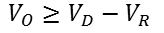 V_O ≥ V_D − V_R